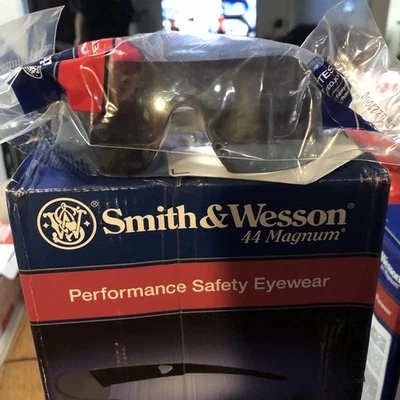 Smith & Wesson®
44 Magnum®
Performance Safety Eyewear